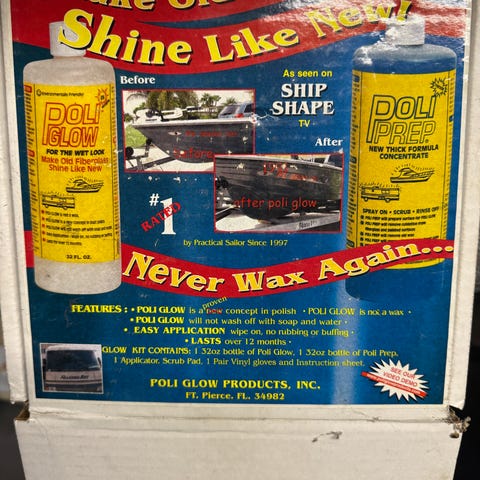 Make Old
Shine Like New!
Environmentally Friendly
POLI
GLOW
FOR THE WET LOOK
Make Old Fiberglass
Shine Like New
32 FL. OZ.
Before
before
As seen on
SHIP
SHAPE
TV
After
after poli glow
#1
RATED
by Practical Sailor Since 1997
POLI
PREP
NEW THICK FORMULA
CONCENTRATE
SPRAY ON • SCRUB • RINSE OFF
NEVER WAX AGAIN...
proven
FEATURES : • POLI GLOW is a new concept in polish • POLI GLOW is not a wax •
• POLI GLOW will not wash off with soap and water •
• EASY APPLICATION wipe on, no rubbing or buffing •
• LASTS over 12 months •
GLOW KIT CONTAINS: 1 32oz bottle of Poli Glow, 1 32oz bottle of Poli Prep,
1 Applicator, Scrub Pad, 1 Pair Vinyl gloves and Instruction sheet.
POLI GLOW PRODUCTS, INC.
FT. Pierce, FL. 34982
SEE OUR
VIDEO DEMO